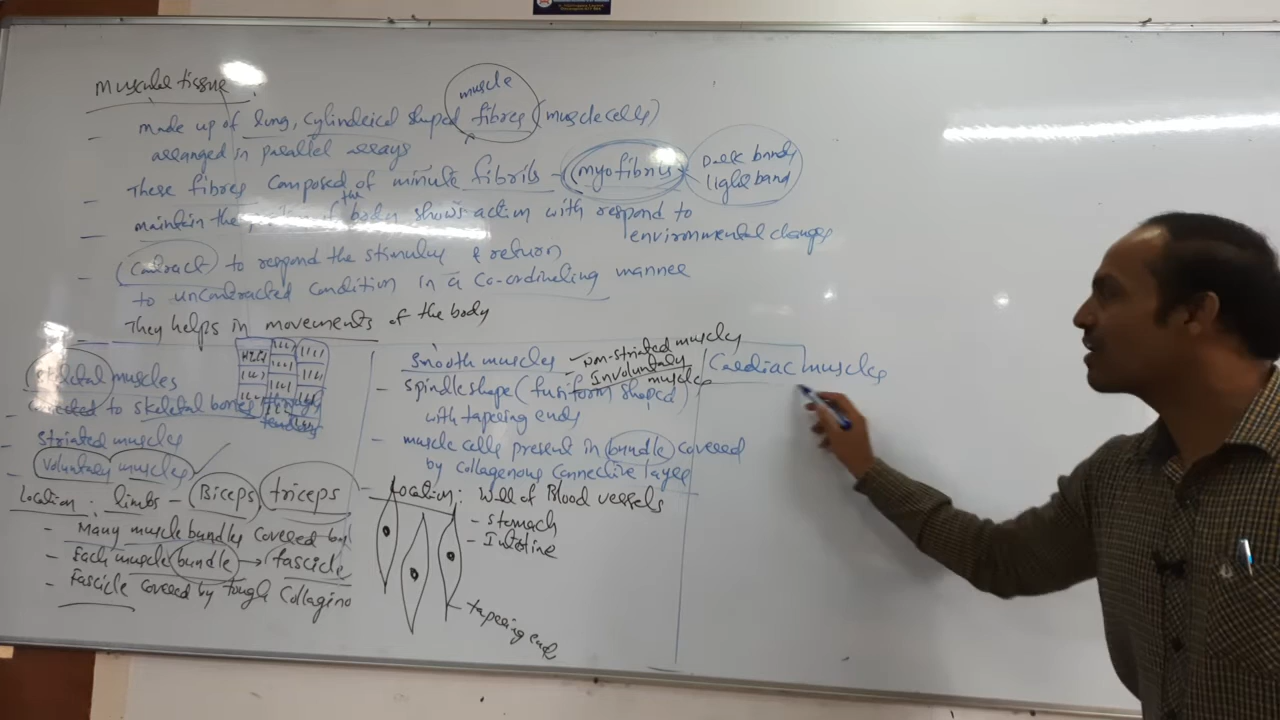 Muscular tissue
muscle
made up of long, cylindrical shaped fibres (muscle cells)
arranged in parallel arrays
These fibres composed of minute fibrils - (myofibrils)
Dark band
light band
maintain the of the body shows action with respond to
environmental changes
Contract to respond the stimulus & return
to uncontracted condition in a co-ordinating manner
They helps in movements of the body
Skeletal muscles
connected to skeletal bones
tendons
Striated muscles
Voluntary muscles
Location: limbs - Biceps triceps
- Many muscle bundles covered by
- Each muscle bundle → fascicle
- Fascicle covered by tough Collageno
Smooth muscles - Non-striated muscles
Involuntary muscles
- spindle shape (fusiform shaped)
with tapering ends
- muscle cells present in bundle covered
by collagenous connective layer
- Location: Wall of Blood vessels
- Stomach
- Intestine
tapering end
Cardiac muscles